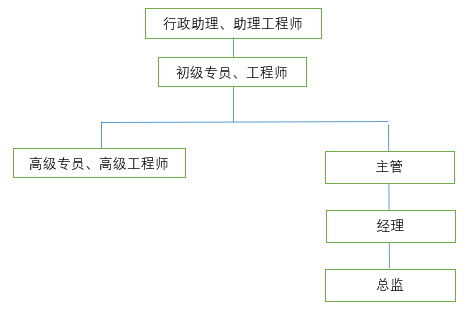 行政助理、助理工程师
初级专员、工程师
高级专员、高级工程师
主管
经理
总监